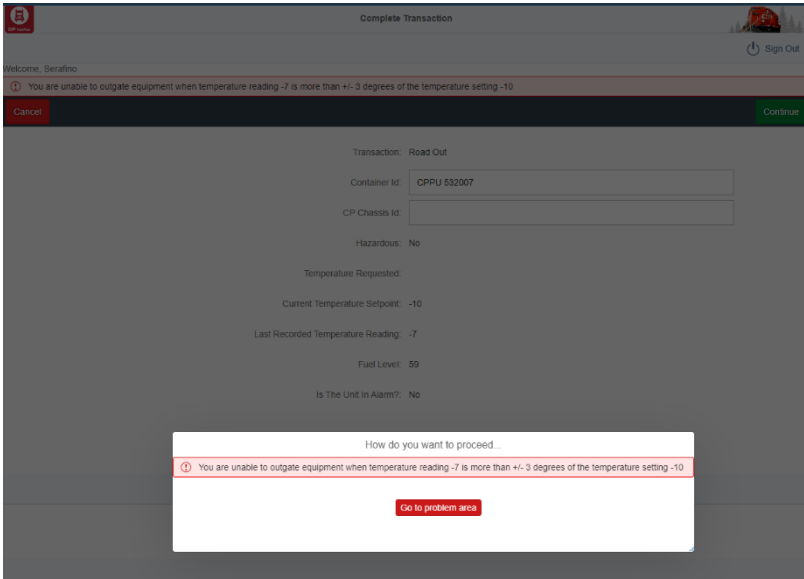 Complete Transaction
Sign Out
Welcome, Serafino
You are unable to outgate equipment when temperature reading -7 is more than +/- 3 degrees of the temperature setting -10
Cancel
Continue
Transaction: Road Out
Container Id: CPPU 532007
CP Chassis Id:
Hazardous: No
Temperature Requested:
Current Temperature Setpoint: -10
Last Recorded Temperature Reading: -7
Fuel Level: 59
Is The Unit In Alarm?: No
How do you want to proceed...
You are unable to outgate equipment when temperature reading -7 is more than +/- 3 degrees of the temperature setting -10
Go to problem area